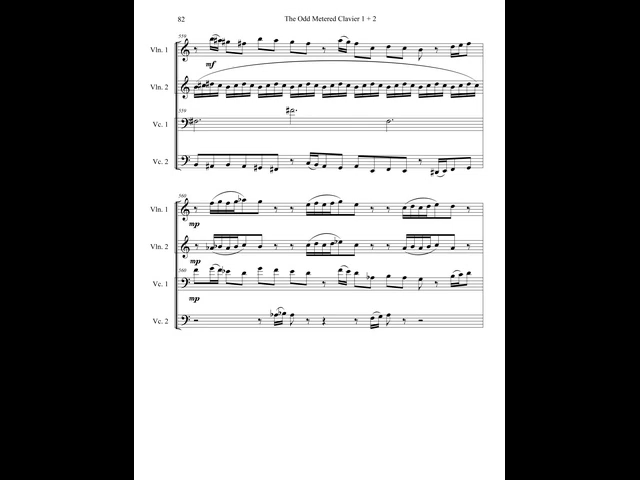 82
The Odd Metered Clavier 1 + 2
559
Vln. 1
mf
Vln. 2
559
Vc. 1
Vc. 2
560
Vln. 1
mp
Vln. 2
mp
560
Vc. 1
mp
Vc. 2